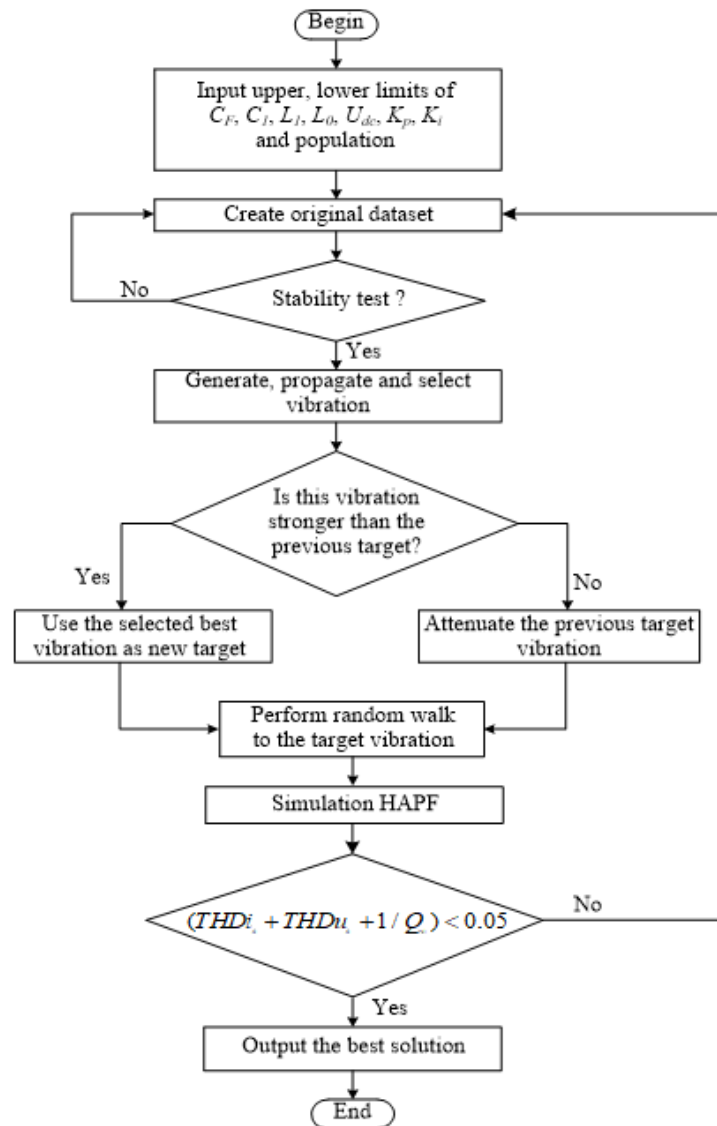 Begin
Input upper, lower limits of
C_F, C_1, L_1, L_0, U_dc, K_p, K_i
and population
Create original dataset
No
Stability test ?
Yes
Generate, propagate and select
vibration
Is this vibration
stronger than the
previous target?
Yes
No
Use the selected best
vibration as new target
Attenuate the previous target
vibration
Perform random walk
to the target vibration
Simulation HAPF
(THDi + THDu + 1/ Q ) < 0.05
No
Yes
Output the best solution
End